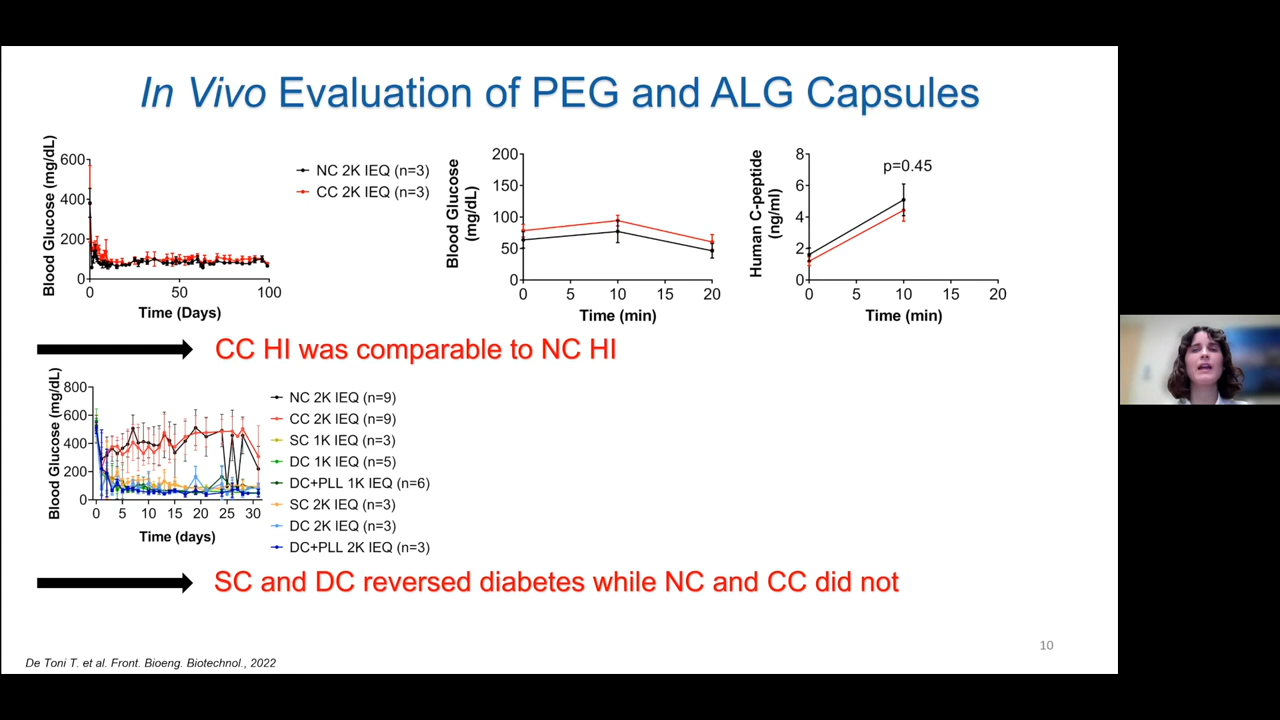 In Vivo Evaluation of PEG and ALG Capsules
Blood Glucose (mg/dL)
600
400
200
0
0
50
100
Time (Days)
NC 2K IEQ (n=3)
CC 2K IEQ (n=3)
Blood Glucose
(mg/dL)
200
150
100
50
0
0
5
10
15
20
Time (min)
Human C-peptide
(ng/ml)
8
6
4
2
0
p=0.45
0
5
10
15
20
Time (min)
CC HI was comparable to NC HI
Blood Glucose (mg/dL)
800
600
400
200
0
0
5
10
15
20
25
30
Time (days)
NC 2K IEQ (n=9)
CC 2K IEQ (n=9)
SC 1K IEQ (n=3)
DC 1K IEQ (n=5)
DC+PLL 1K IEQ (n=6)
SC 2K IEQ (n=3)
DC 2K IEQ (n=3)
DC+PLL 2K IEQ (n=3)
SC and DC reversed diabetes while NC and CC did not
10
De Toni T. et al. Front. Bioeng. Biotechnol., 2022